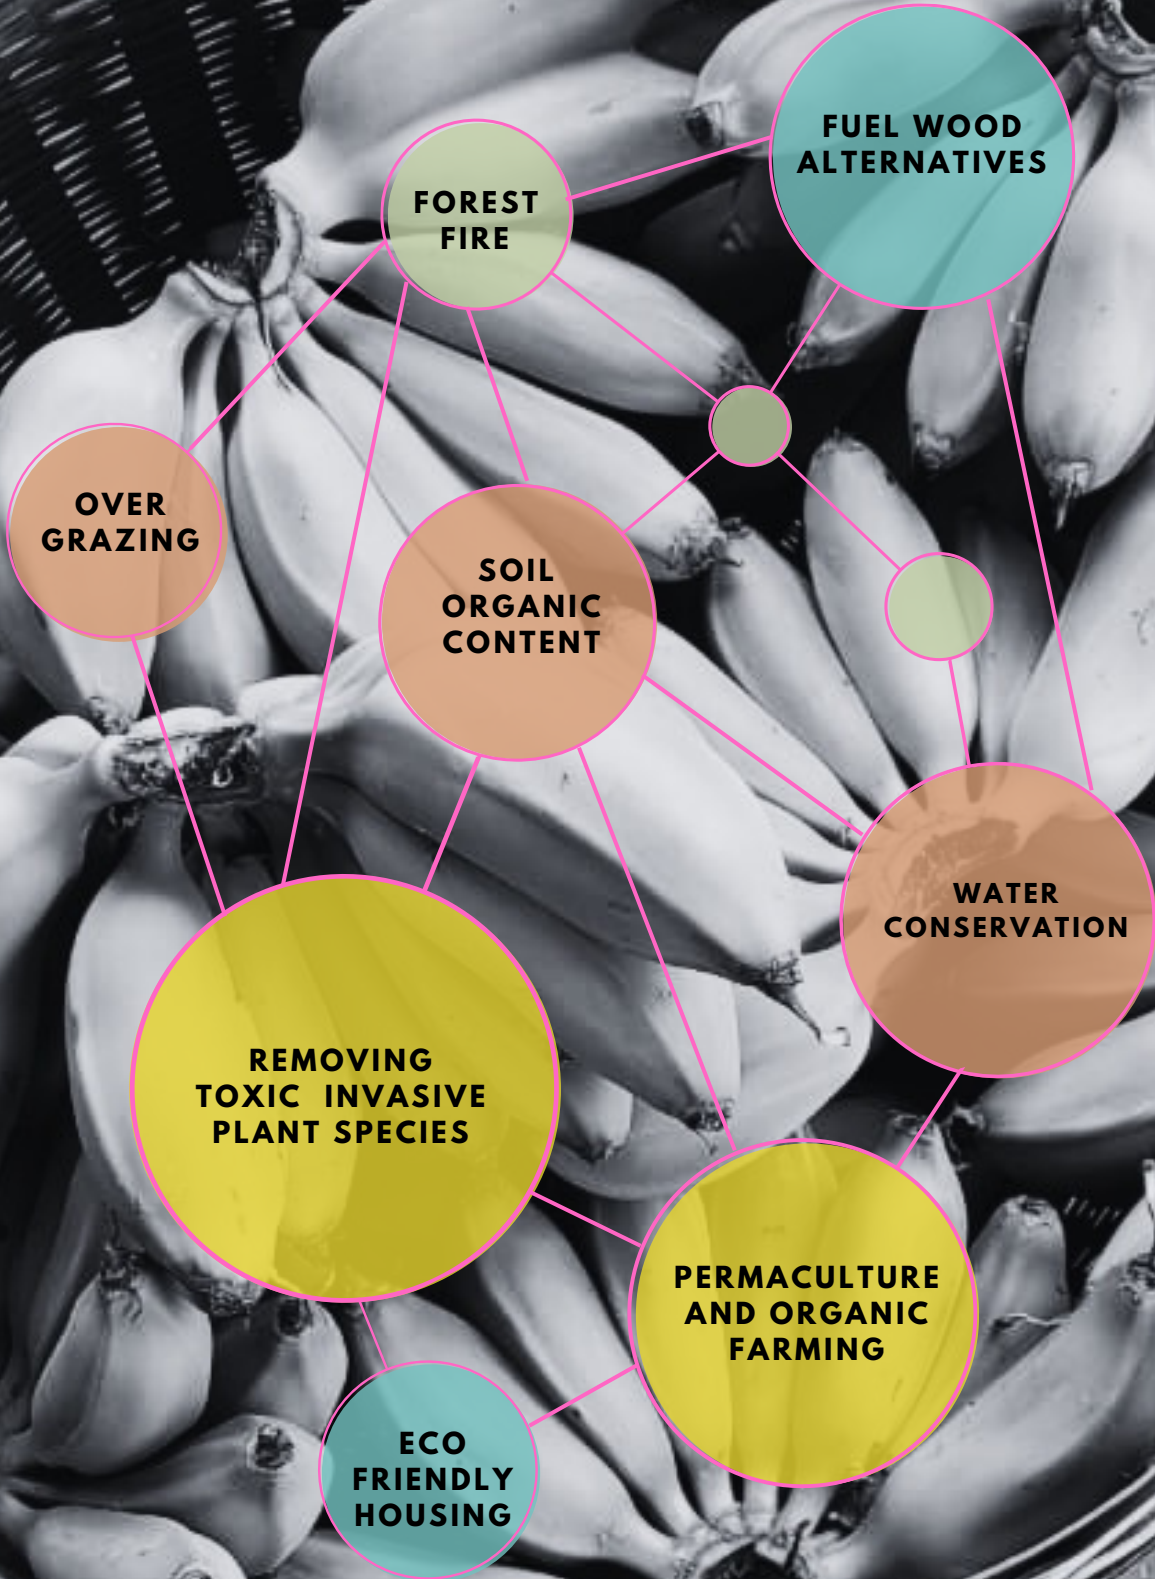 FUEL WOOD
ALTERNATIVES
FOREST
FIRE
OVER
GRAZING
SOIL
ORGANIC
CONTENT
WATER
CONSERVATION
REMOVING
TOXIC  INVASIVE
PLANT SPECIES
PERMACULTURE
AND ORGANIC
FARMING
ECO
FRIENDLY
HOUSING